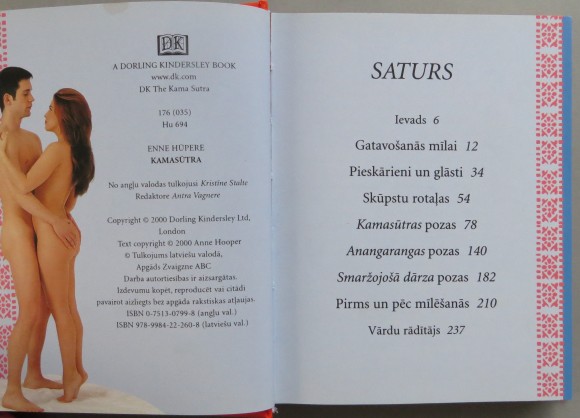 DK
A DORLING KINDERSLEY BOOK
www.dk.com
DK The Kama Sutra
176 (035)
Hu 694
ENNE HŪPERE
KAMASŪTRA
No angļu valodas tulkojusi Kristine Stalte
Redaktore Antra Vagnere
Copyright © 2000 Dorling Kindersley Ltd,
London
Text copyright © 2000 Anne Hooper
© Tulkojums latviešu valodā,
Apgāds Zvaigzne ABC
Darba autortiesības ir aizsargātas.
Izdevumu kopēt, reproducēt vai citādi
pavairot aizliegts bez apgāda rakstiskas atļaujas.
ISBN 0-7513-0799-8 (angļu val.)
ISBN 978-9984-22-260-8 (latviešu val.)
SATURS
Ievads 6
Gatavošanās mīlai 12
Pieskārieni un glāsti 34
Skūpstu rotaļas 54
Kamasūtras pozas 78
Anangarangas pozas 140
Smaržojošā dārza pozas 182
Pirms un pēc mīlēšanās 210
Vārdu rādītājs 237